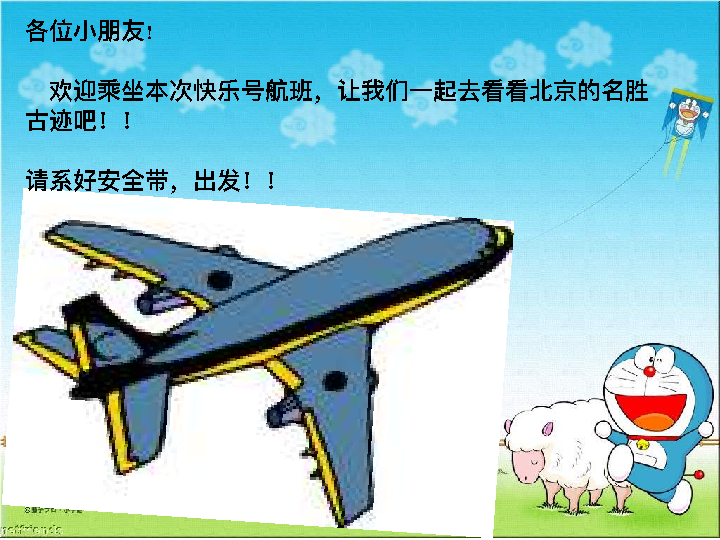 各位小朋友！
欢迎乘坐本次快乐号航班，让我们一起去看看北京的名胜
古迹吧！！
请系好安全带，出发！！
netfriends